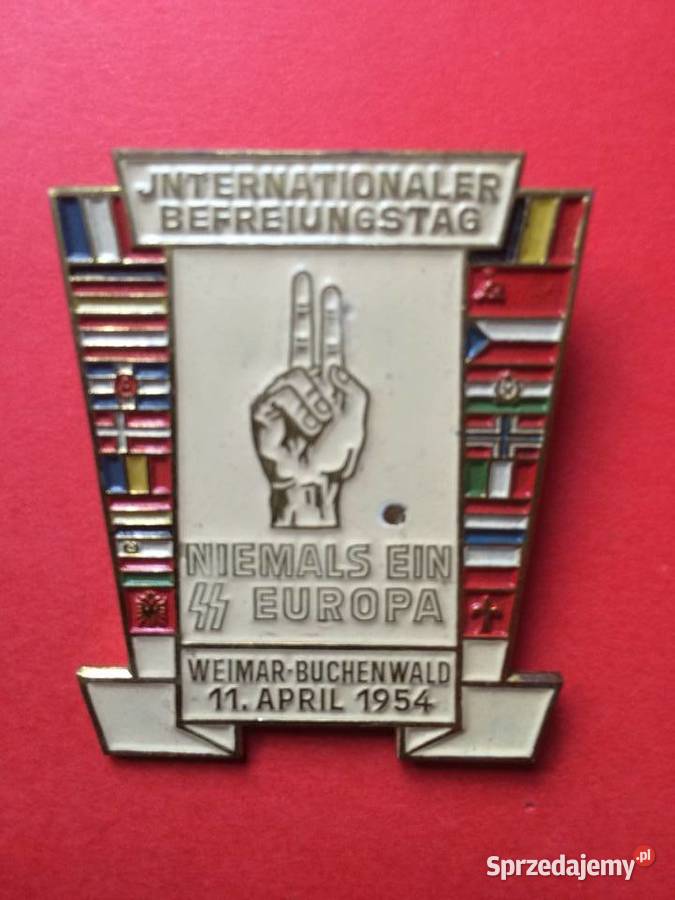 JNTERNATIONALER
BEFREIUNGSTAG
NIEMALS EIN
SS EUROPA
WEIMAR-BUCHENWALD
11. APRIL 1954
Sprzedajemy.pl